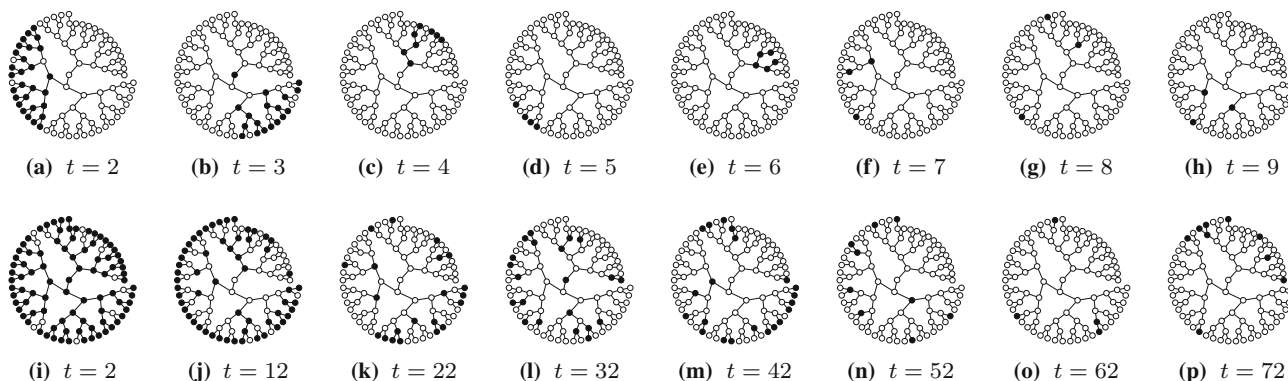 (a) t = 2 (b) t = 3 (c) t = 4 (d) t = 5 (e) t = 6 (f) t = 7 (g) t = 8 (h) t = 9
(i) t = 2 (j) t = 12 (k) t = 22 (l) t = 32 (m) t = 42 (n) t = 52 (o) t = 62 (p) t = 72